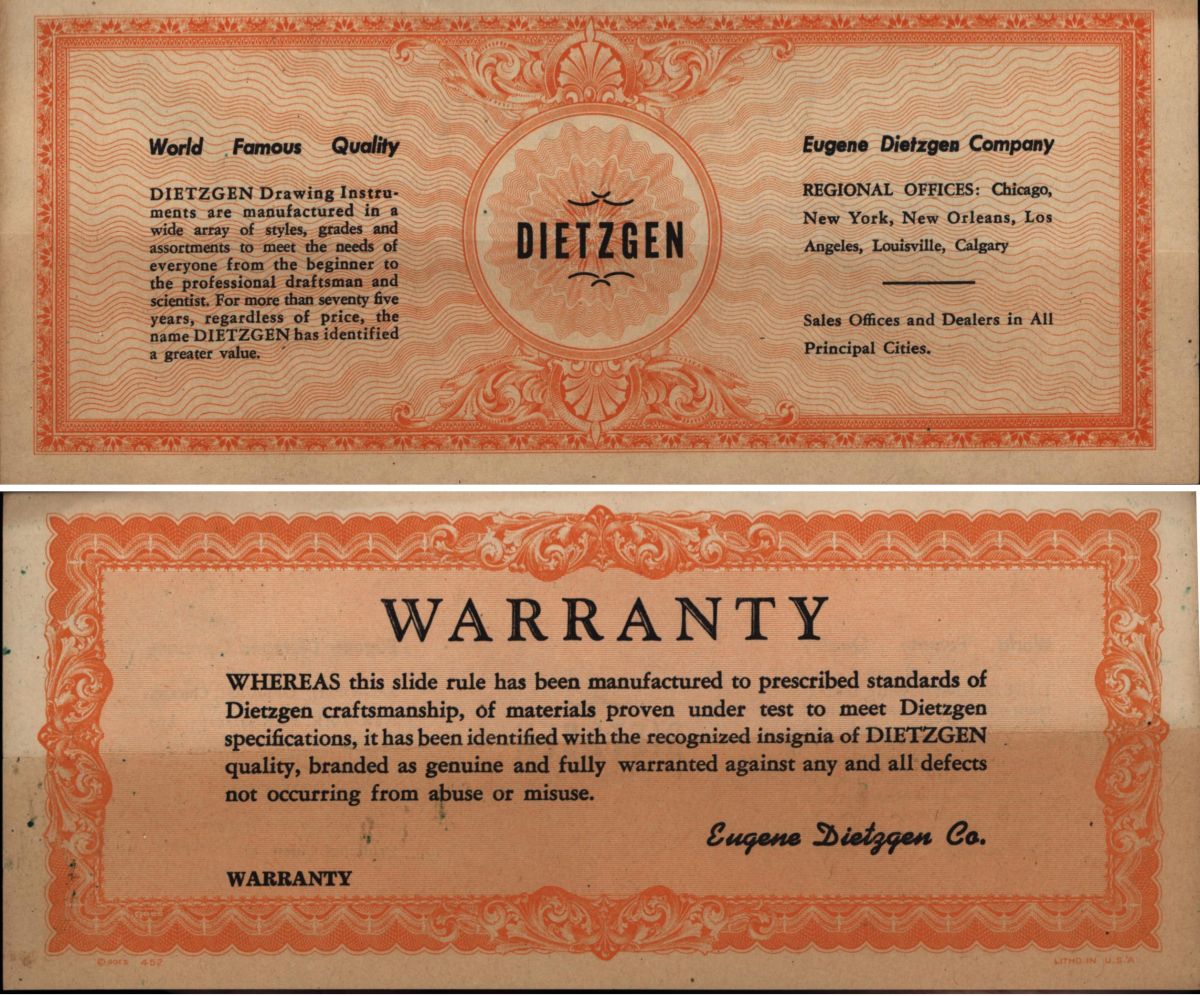 World Famous Quality
DIETZGEN Drawing Instru-
ments are manufactured in a
wide array of styles, grades and
assortments to meet the needs of
everyone from the beginner to
the professional draftsman and
scientist. For more than seventy five
years, regardless of price, the
name DIETZGEN has identified
a greater value.
DIETZGEN
Eugene Dietzgen Company
REGIONAL OFFICES: Chicago,
New York, New Orleans, Los
Angeles, Louisville, Calgary
Sales Offices and Dealers in All
Principal Cities.
WARRANTY
WHEREAS this slide rule has been manufactured to prescribed standards of
Dietzgen craftsmanship, of materials proven under test to meet Dietzgen
specifications, it has been identified with the recognized insignia of DIETZGEN
quality, branded as genuine and fully warranted against any and all defects
not occurring from abuse or misuse.
Eugene Dietzgen Co.
WARRANTY
© GOES 452
LITHO. IN U.S.A.